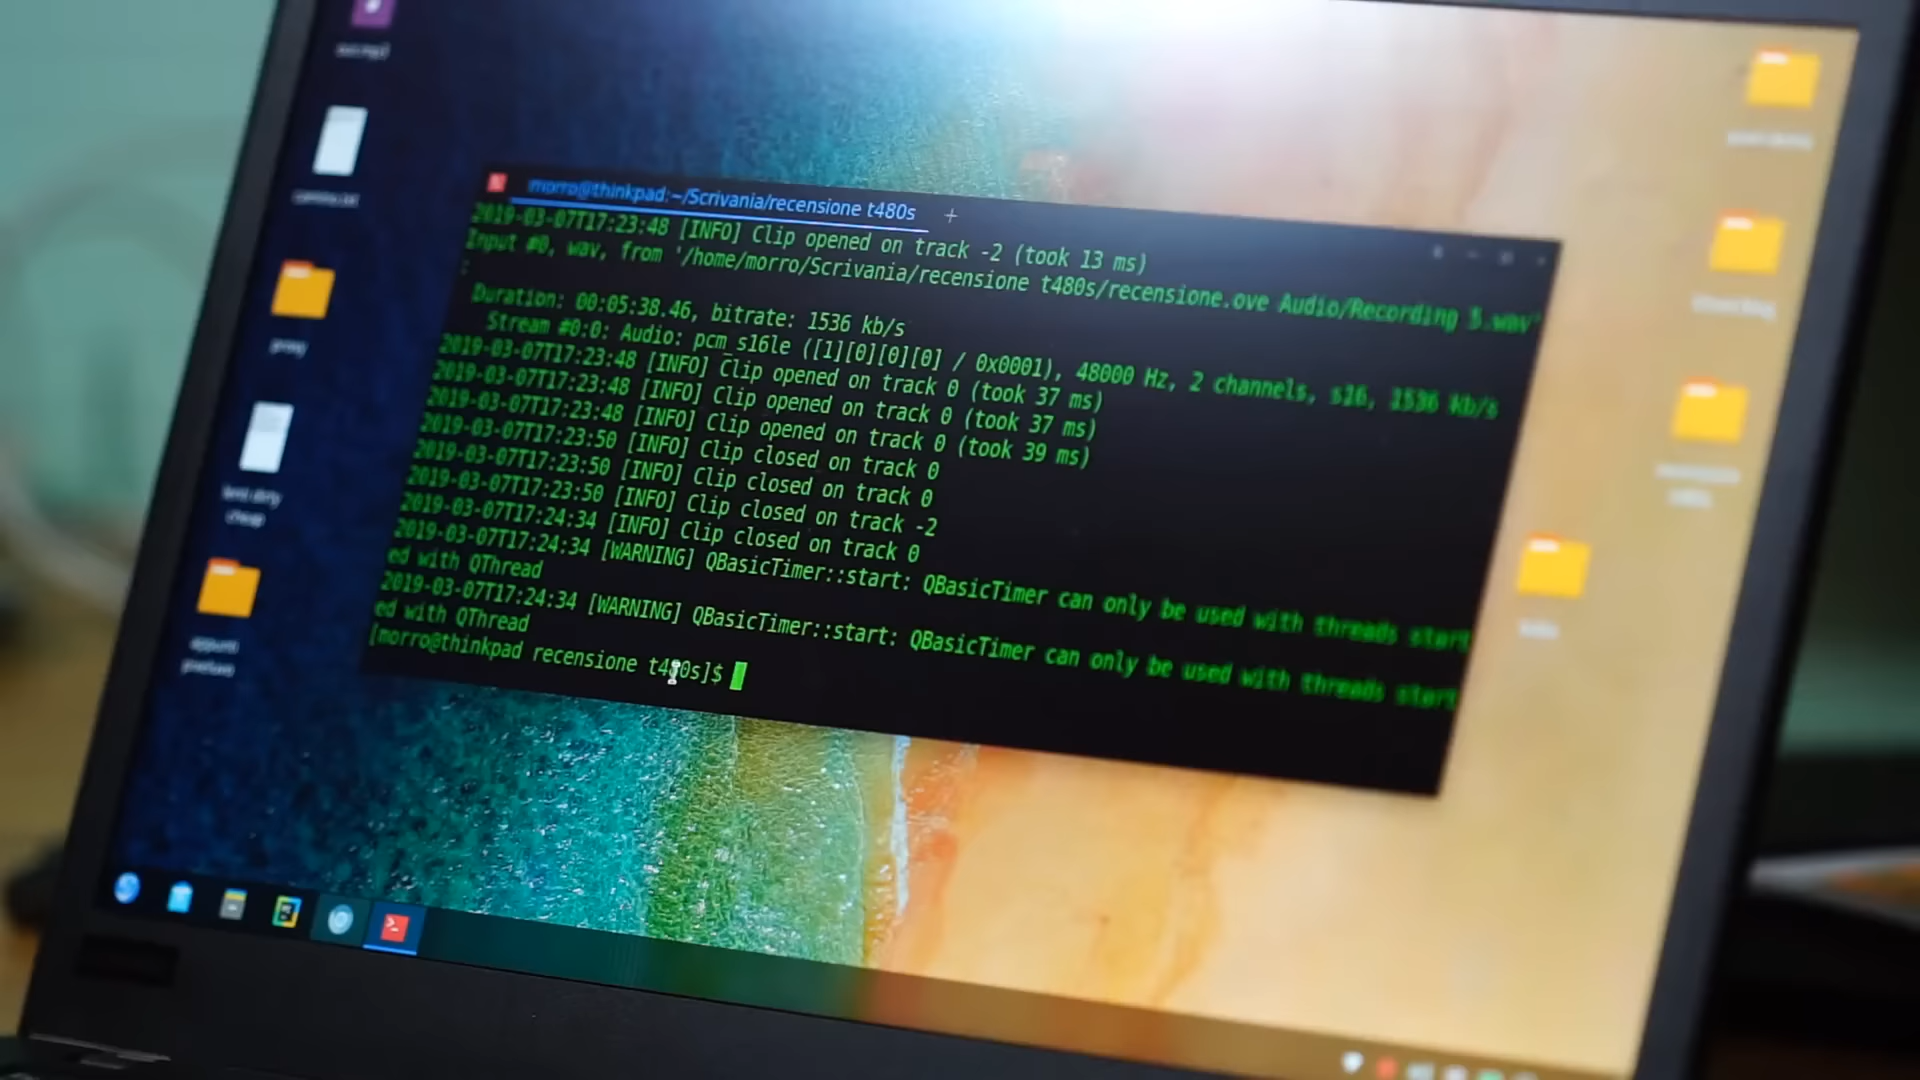 morro@thinkpad:~/Scrivania/recensione t480s +
2019-03-07T17:23:48 [INFO] Clip opened on track -2 (took 13 ms)
Input #0, wav, from '/home/morro/Scrivania/recensione t480s/recensione.ove Audio/Recording 5.wav'
:
Duration: 00:05:38.46, bitrate: 1536 kb/s
Stream #0:0: Audio: pcm_s16le ([1][0][0][0] / 0x0001), 48000 Hz, 2 channels, s16, 1536 kb/s
2019-03-07T17:23:48 [INFO] Clip opened on track 0 (took 37 ms)
2019-03-07T17:23:48 [INFO] Clip opened on track 0 (took 37 ms)
2019-03-07T17:23:48 [INFO] Clip opened on track 0 (took 39 ms)
2019-03-07T17:23:50 [INFO] Clip closed on track 0
2019-03-07T17:23:50 [INFO] Clip closed on track 0
2019-03-07T17:23:50 [INFO] Clip closed on track -2
2019-03-07T17:24:34 [INFO] Clip closed on track 0
2019-03-07T17:24:34 [WARNING] QBasicTimer::start: QBasicTimer can only be used with threads start
ed with QThread
2019-03-07T17:24:34 [WARNING] QBasicTimer::start: QBasicTimer can only be used with threads start
ed with QThread
[morro@thinkpad recensione t480s]$
proxy
appunti